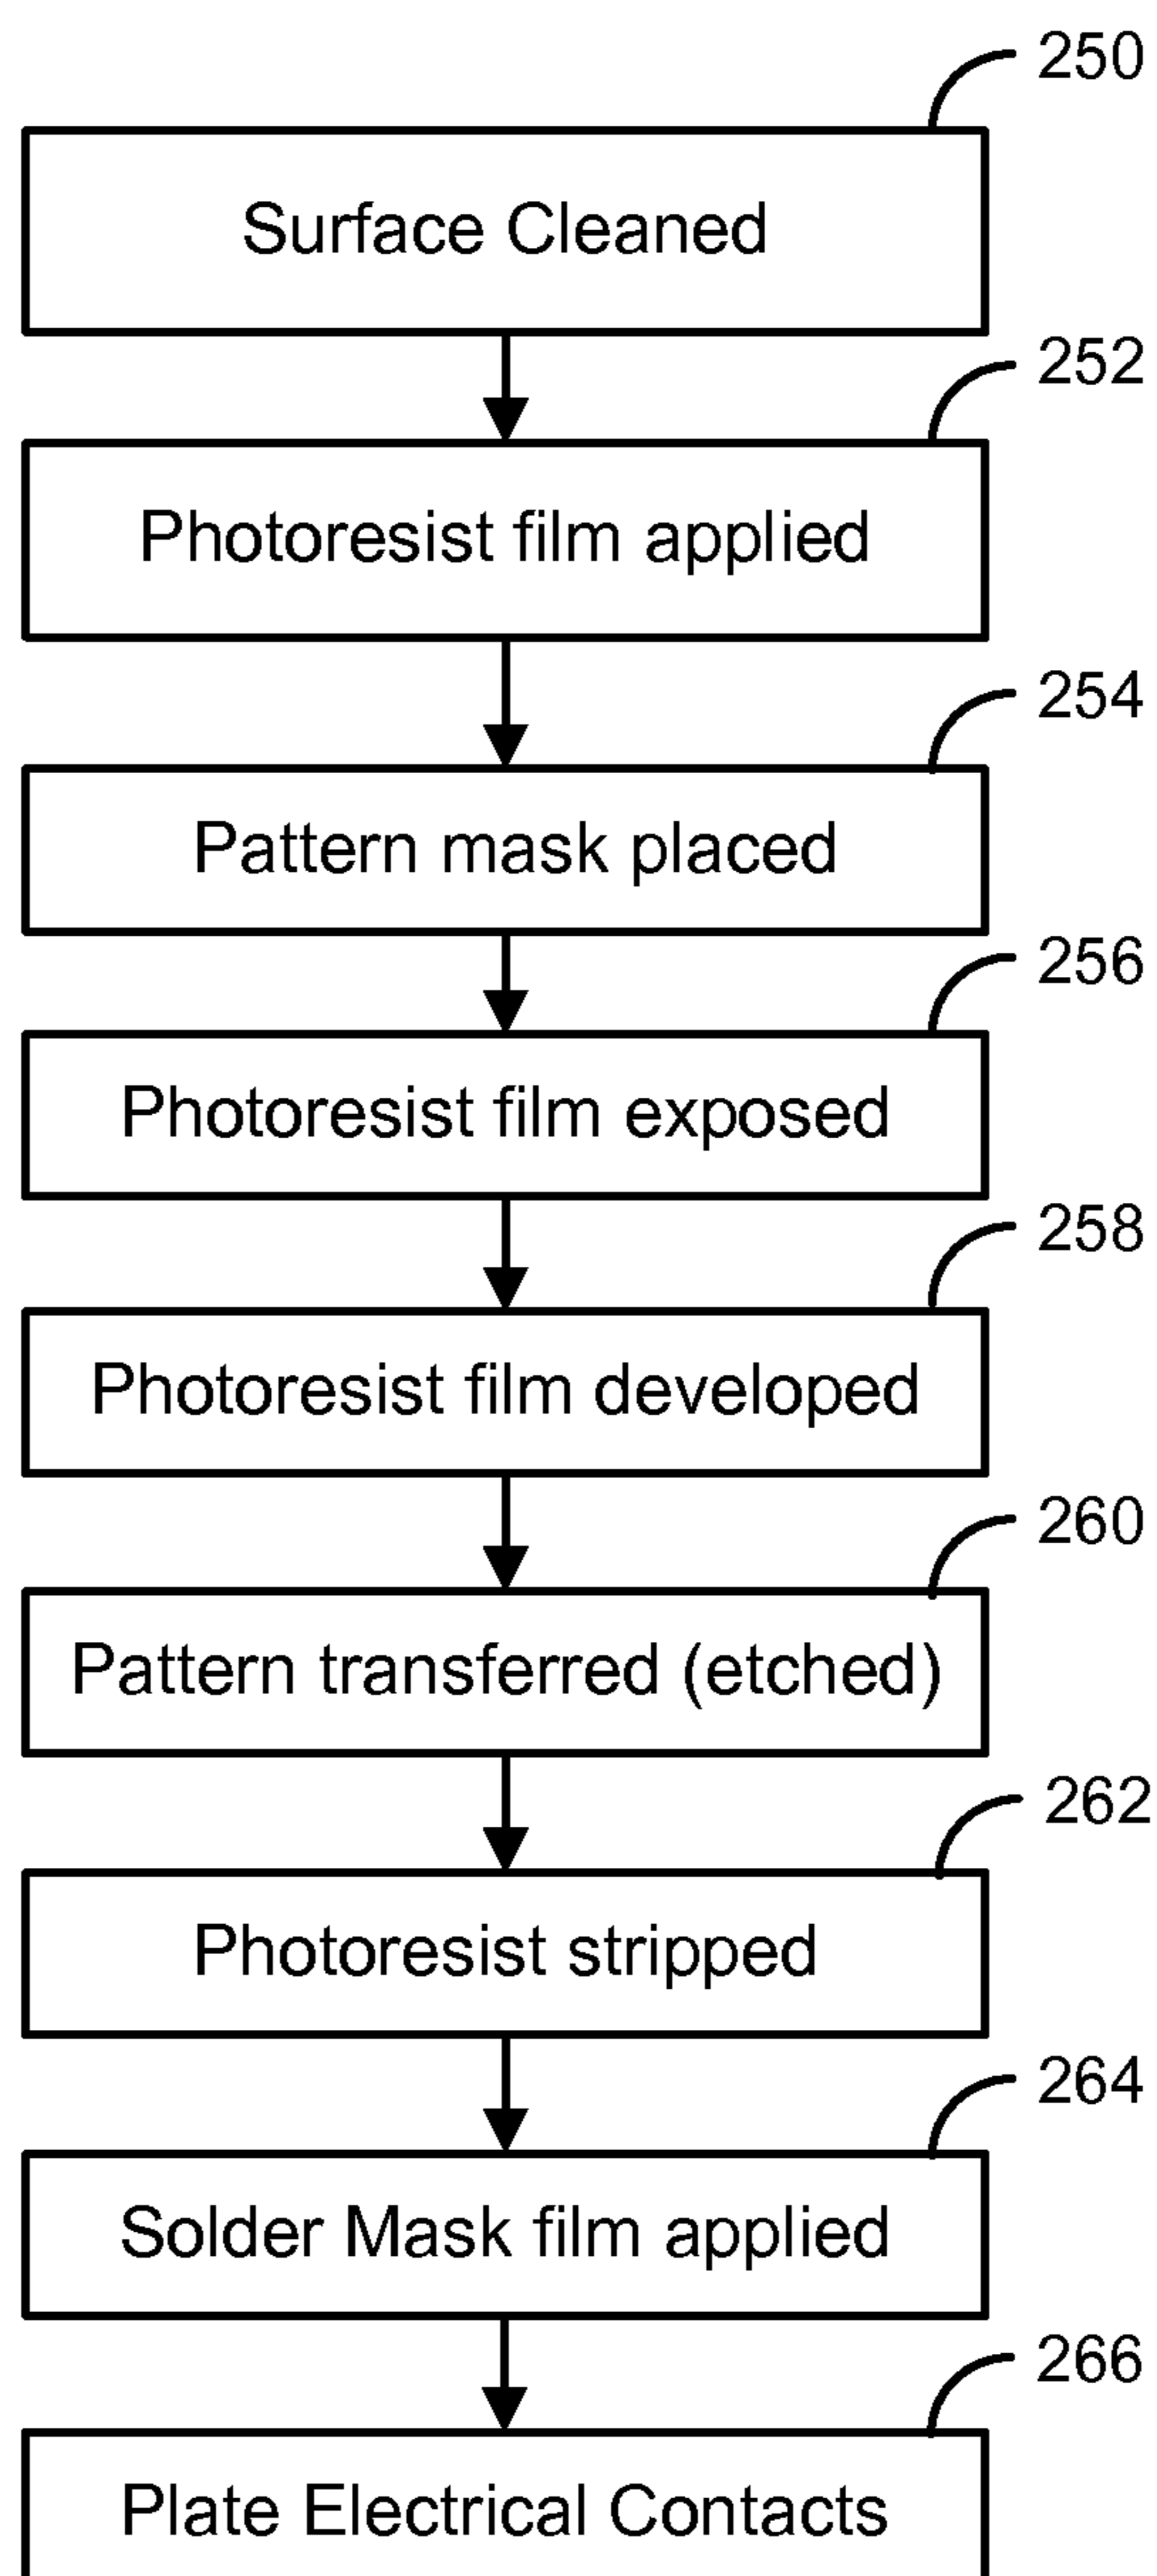 250
Surface Cleaned
252
Photoresist film applied
254
Pattern mask placed
256
Photoresist film exposed
258
Photoresist film developed
260
Pattern transferred (etched)
262
Photoresist stripped
264
Solder Mask film applied
266
Plate Electrical Contacts